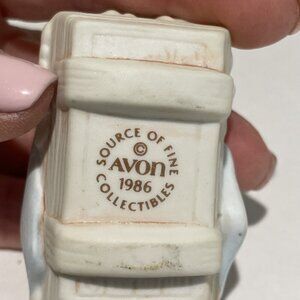 SOURCE OF FINE
©
AVON
1986
COLLECTIBLES